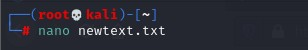 ┌──(root💀kali)-[~]
└─# nano newtext.txt